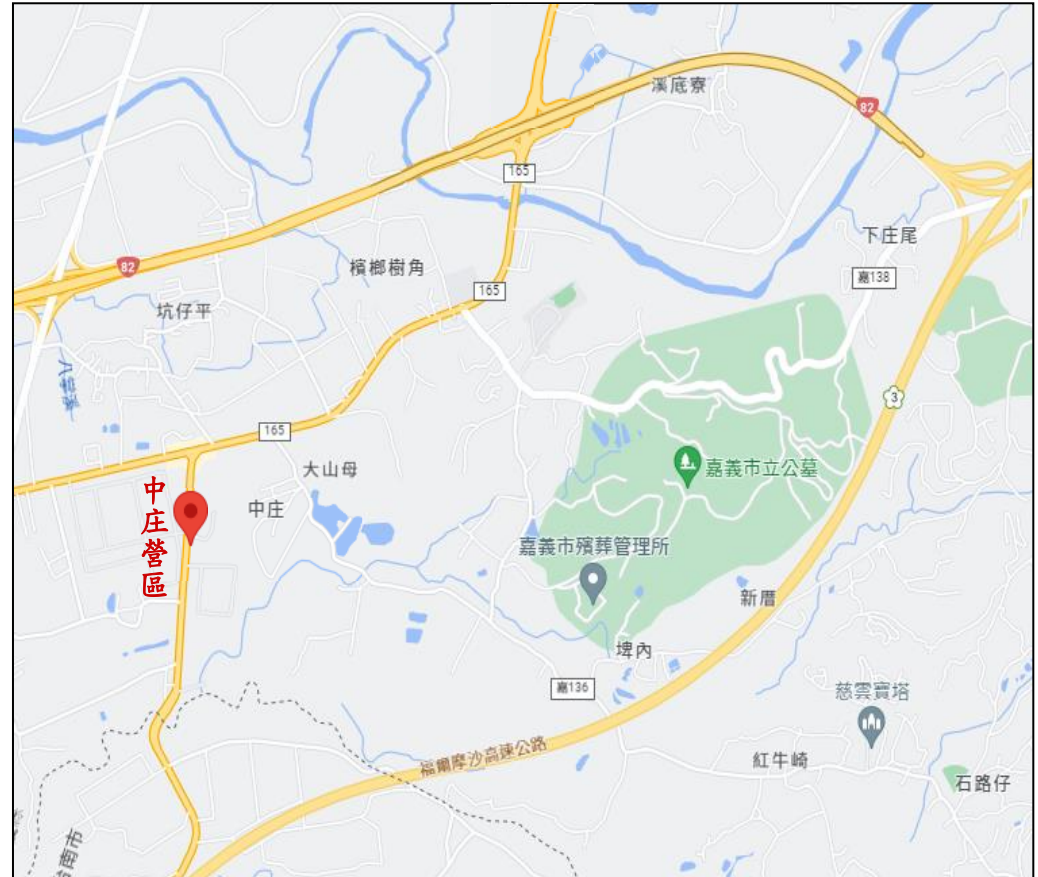 溪底寮
82
165
下庄尾
檳榔樹角
82
嘉138
165
坑仔平
八掌溪
3
165
大山母
嘉義市立公墓
中庄營區
中庄
嘉義市殯葬管理所
新厝
埤內
嘉136
慈雲寶塔
福爾摩沙高速公路
紅牛崎
石路仔
台南市